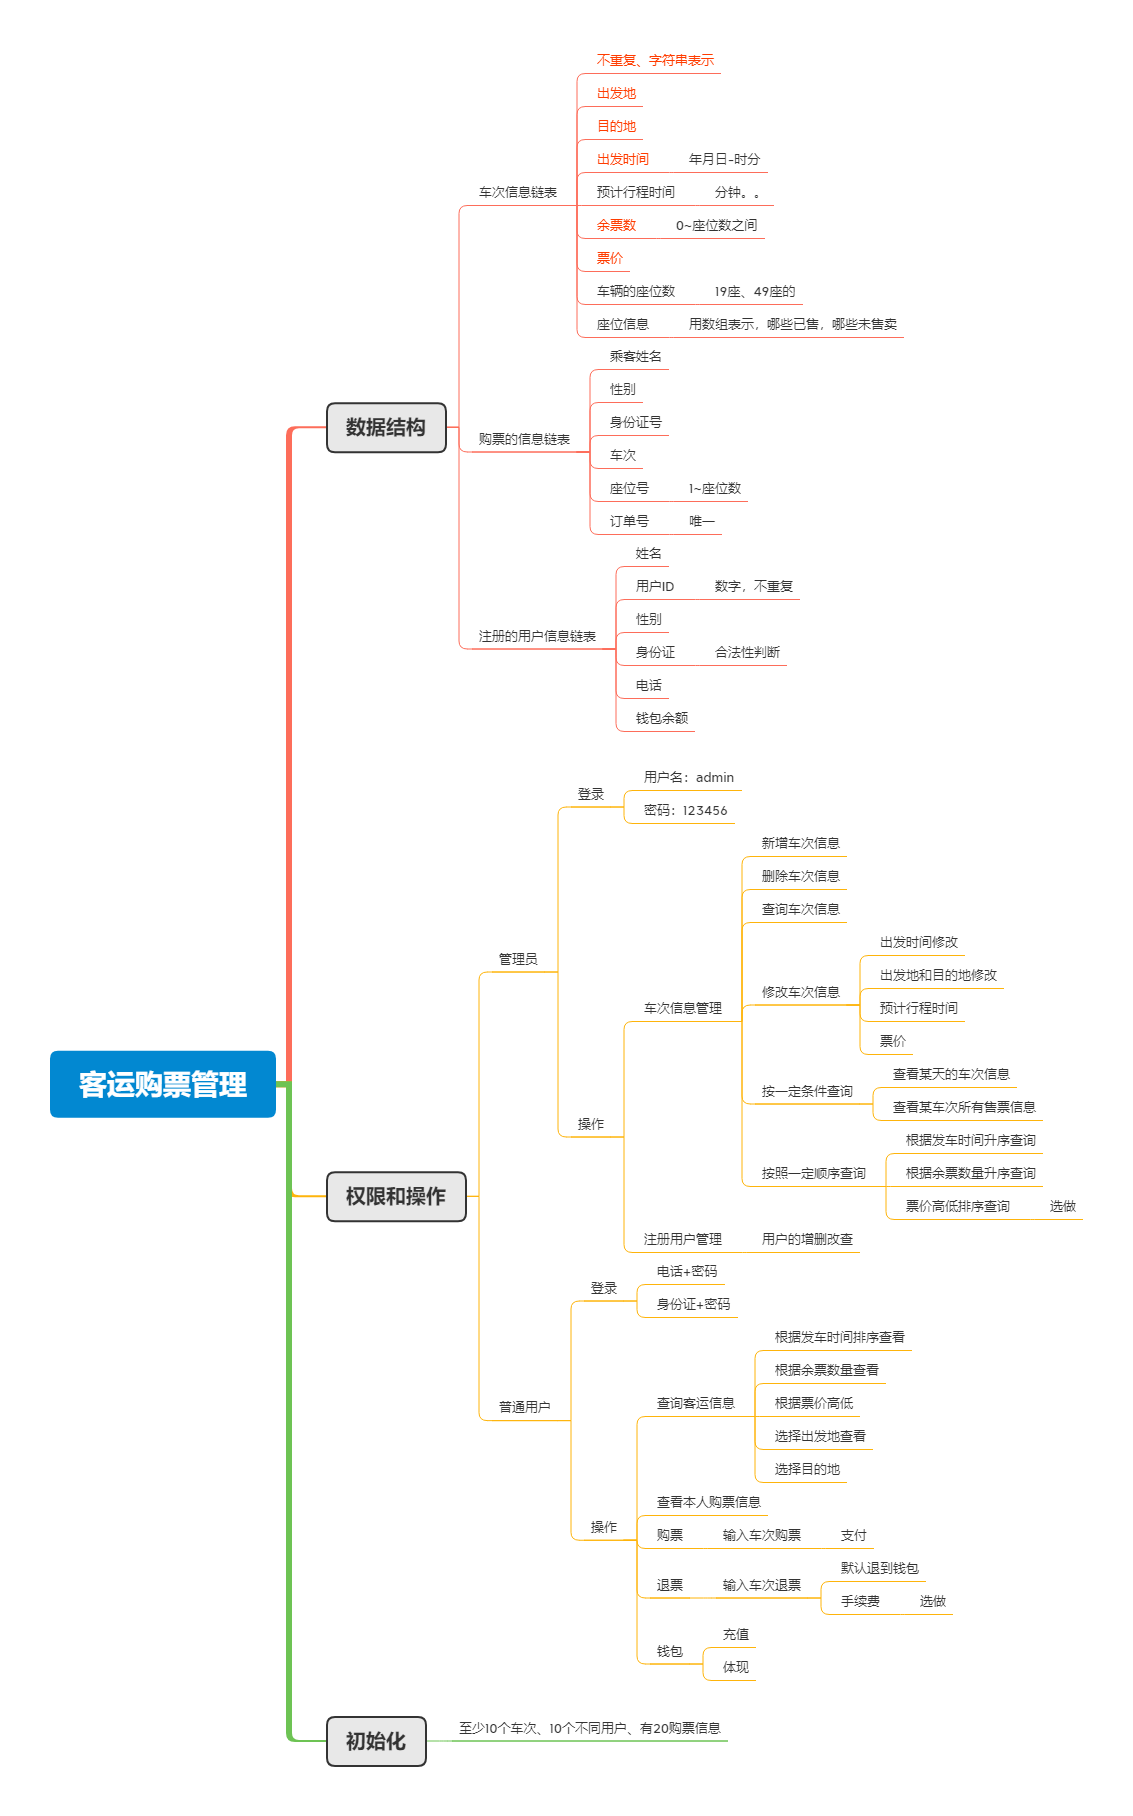 客运购票管理
数据结构
车次信息链表
不重复、字符串表示
出发地
目的地
出发时间
年月日-时分
预计行程时间
分钟。。
余票数
0~座位数之间
票价
车辆的座位数
19座、49座的
座位信息
用数组表示，哪些已售，哪些未售卖
购票的信息链表
乘客姓名
性别
身份证号
车次
座位号
1~座位数
订单号
唯一
注册的用户信息链表
姓名
用户ID
数字，不重复
性别
身份证
合法性判断
电话
钱包余额
权限和操作
管理员
登录
用户名：admin
密码：123456
操作
车次信息管理
新增车次信息
删除车次信息
查询车次信息
修改车次信息
出发时间修改
出发地和目的地修改
预计行程时间
票价
按一定条件查询
查看某天的车次信息
查看某车次所有售票信息
按照一定顺序查询
根据发车时间升序查询
根据余票数量升序查询
票价高低排序查询
选做
注册用户管理
用户的增删改查
普通用户
登录
电话+密码
身份证+密码
操作
查询客运信息
根据发车时间排序查看
根据余票数量查看
根据票价高低
选择出发地查看
选择目的地
查看本人购票信息
购票
输入车次购票
支付
退票
输入车次退票
默认退到钱包
手续费
选做
钱包
充值
体现
初始化
至少10个车次、10个不同用户、有20购票信息